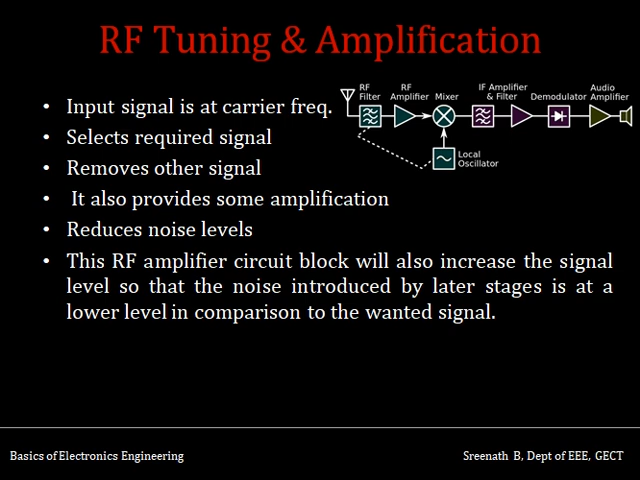 RF Tuning & Amplification
• Input signal is at carrier freq.
• Selects required signal
• Removes other signal
• It also provides some amplification
• Reduces noise levels
• This RF amplifier circuit block will also increase the signal
level so that the noise introduced by later stages is at a
lower level in comparison to the wanted signal.
RF
Filter
RF
Amplifier
Mixer
IF Amplifier
& Filter
Demodulator
Audio
Amplifier
Local
Oscillator
Basics of Electronics Engineering
Sreenath B, Dept of EEE, GECT